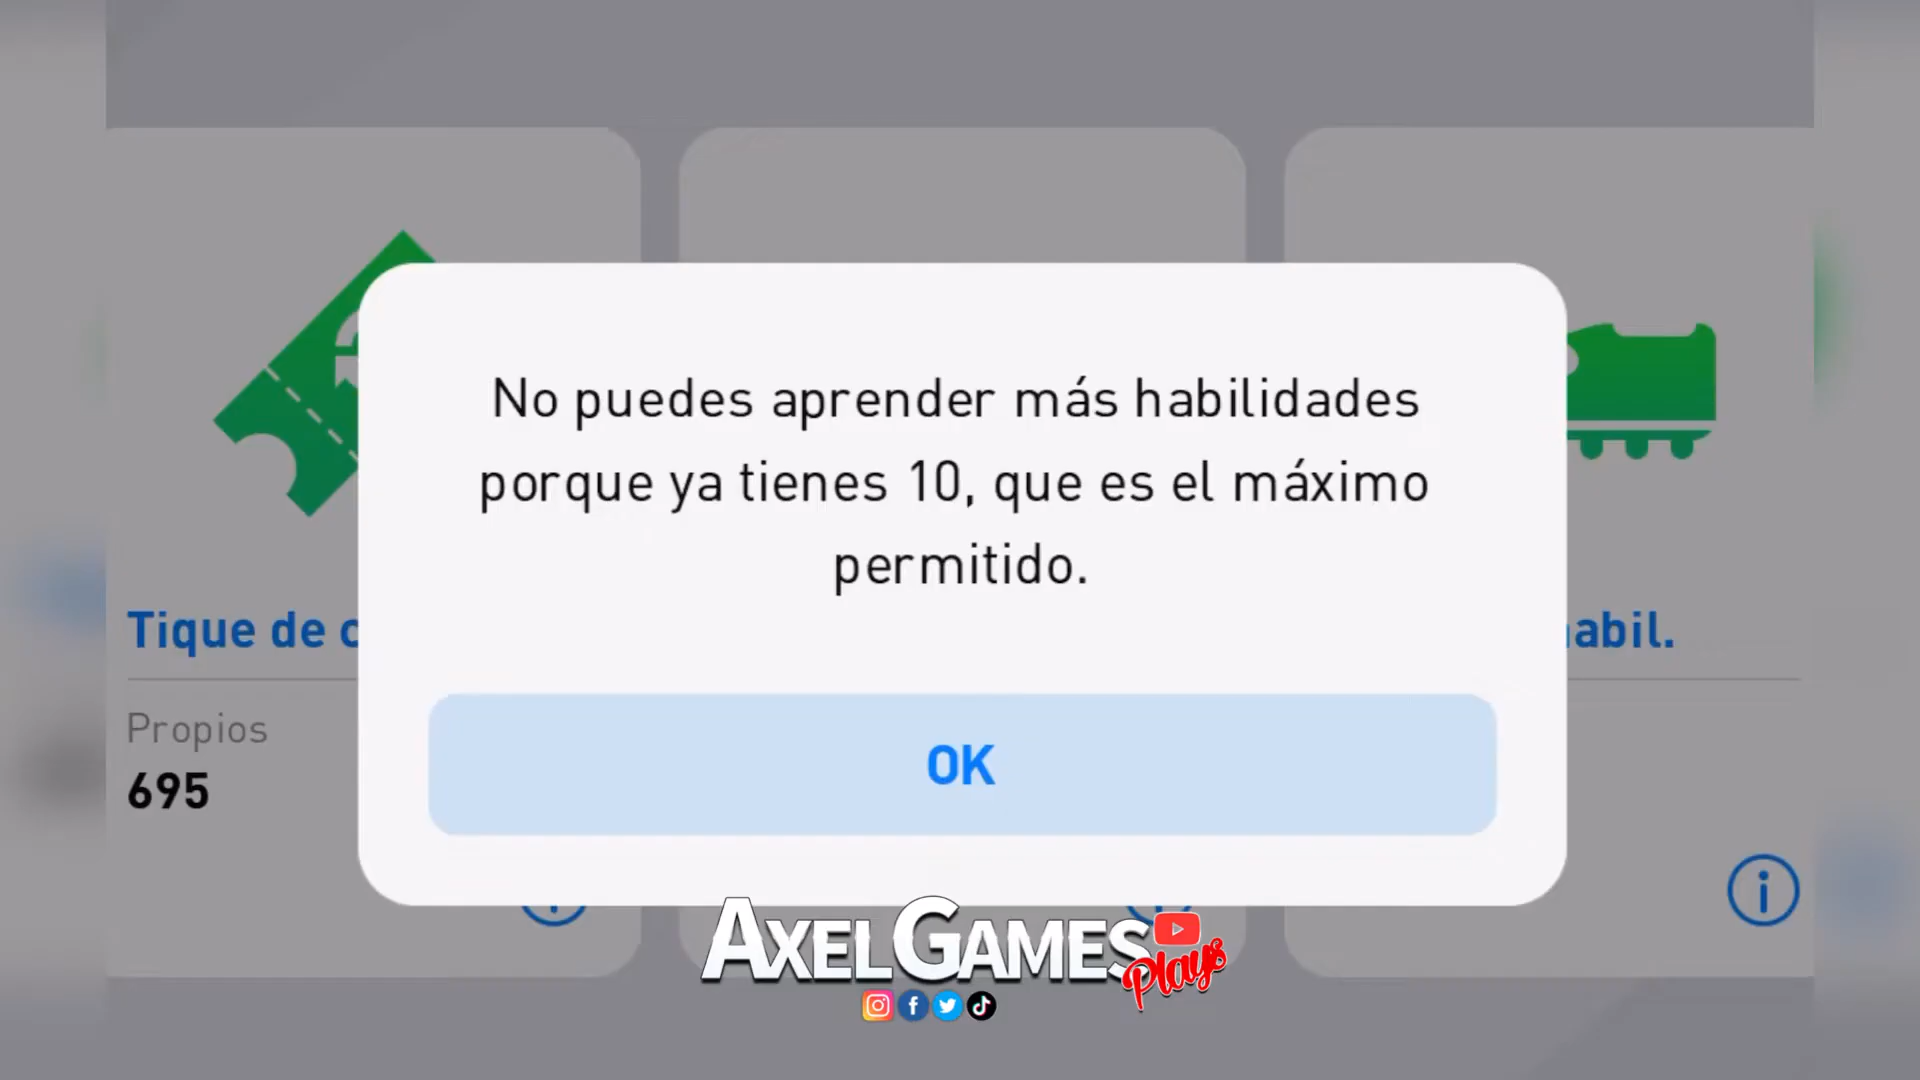 No puedes aprender más habilidades
porque ya tienes 10, que es el máximo
permitido.
Tique de
abil.
Propios
695
OK
AXELGAMES
Plays